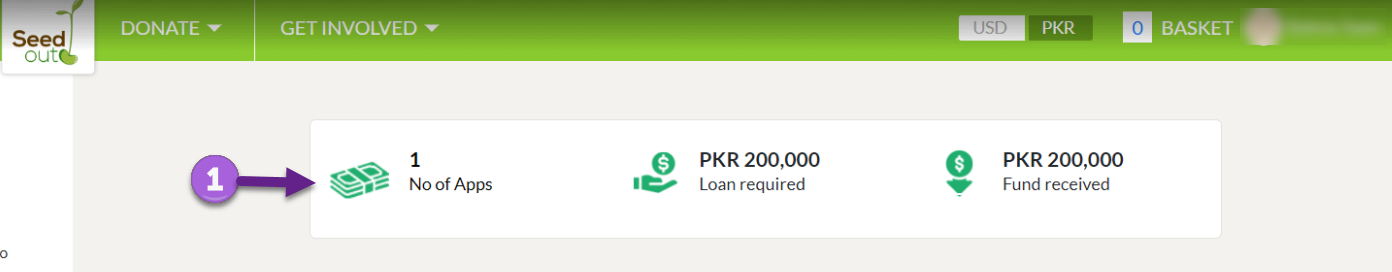 Seed
out
DONATE
GET INVOLVED
USD
PKR
0
BASKET
1
1
No of Apps
PKR 200,000
Loan required
PKR 200,000
Fund received
o